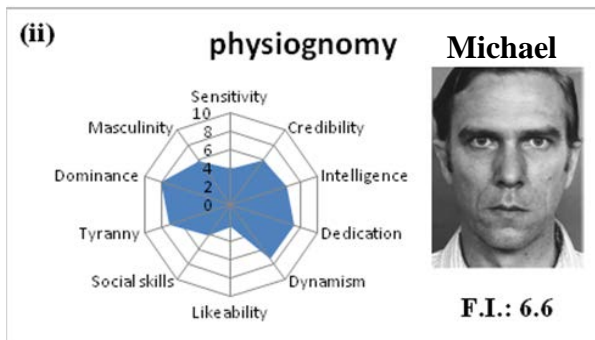 (ii)
physiognomy
Michael
Sensitivity
Masculinity
Credibility
Dominance
Intelligence
Tyranny
Dedication
Social skills
Dynamism
Likeability
10
8
6
4
2
0
F.I.: 6.6